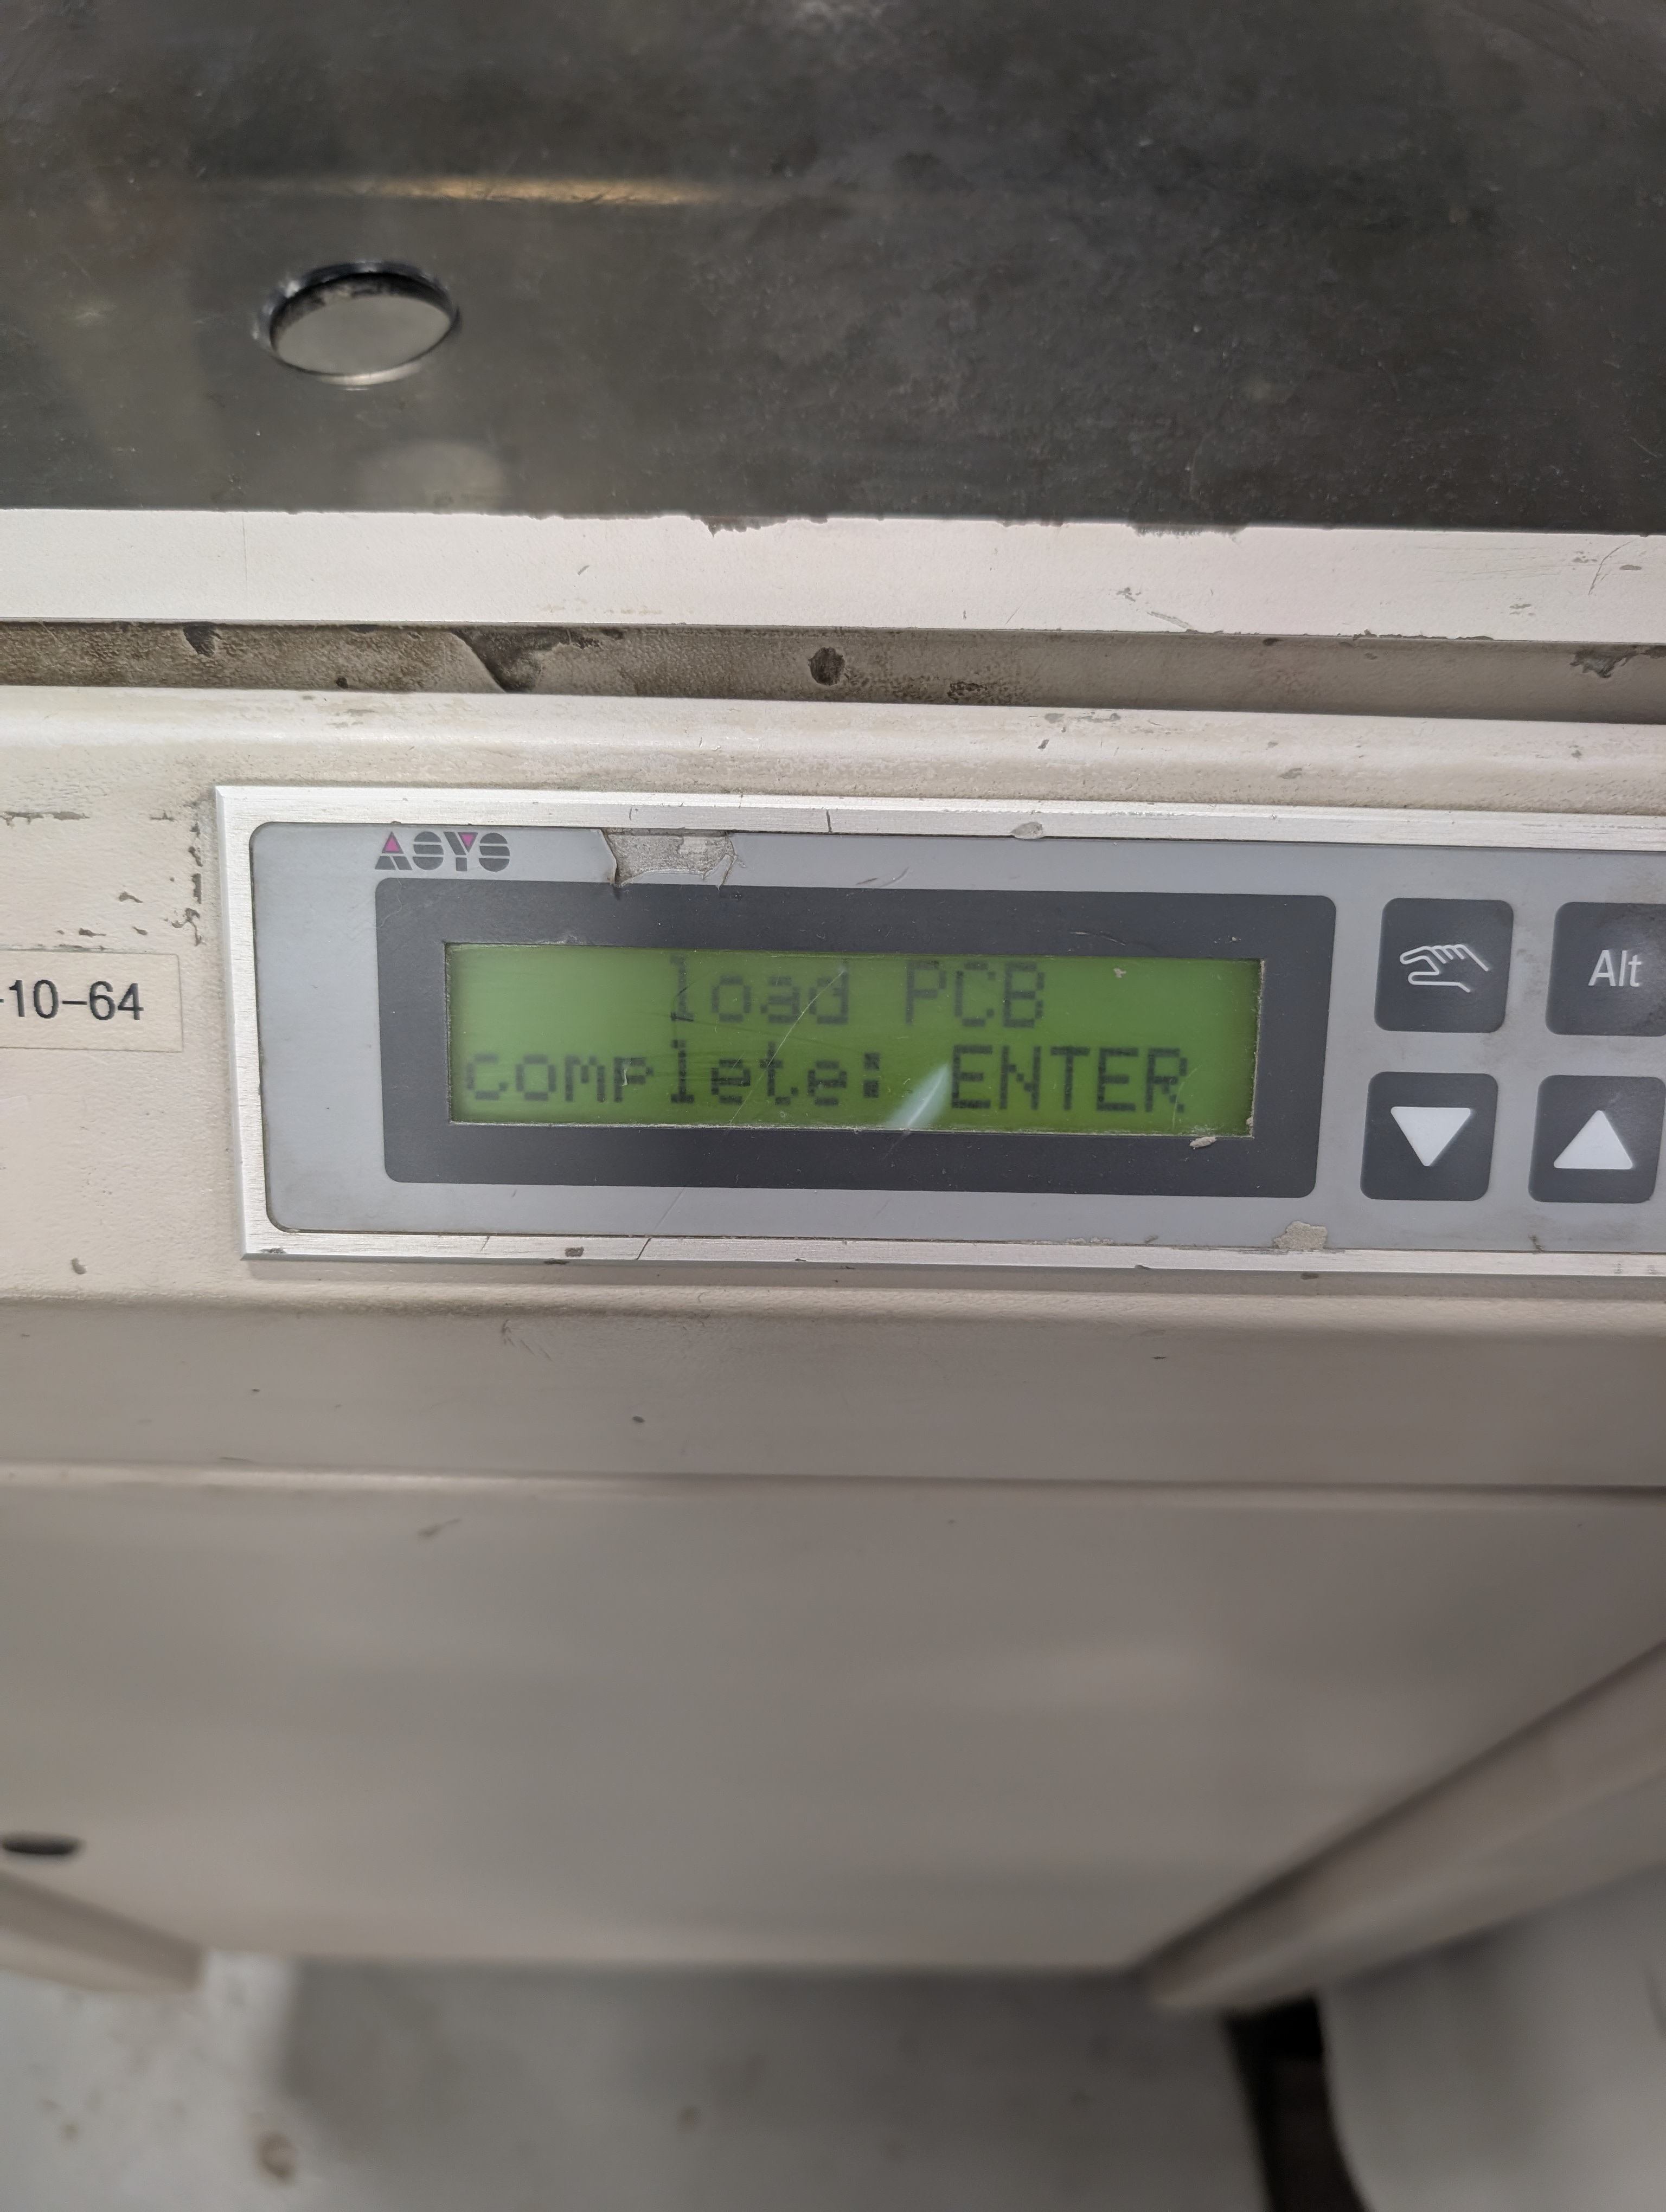 ASYS
load PCB
complete: ENTER
-10-64
Alt